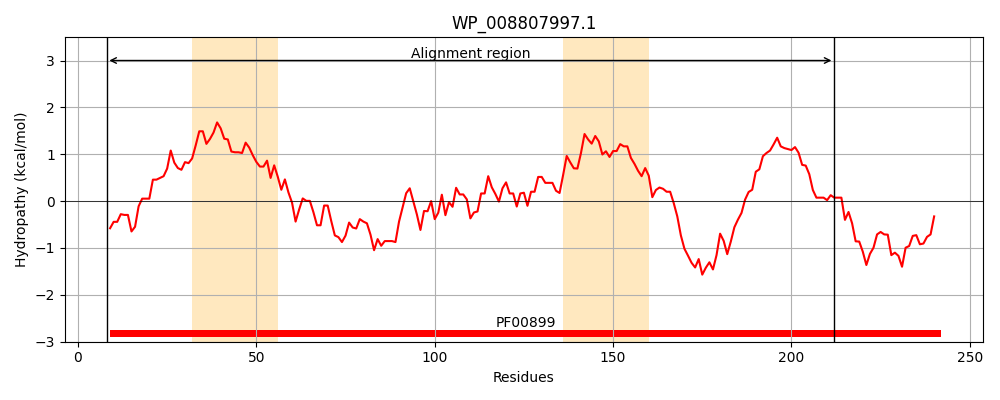 WP_008807997.1
Alignment region
3
2
1
0
−1
−2
−3
Hydropathy (kcal/mol)
PF00899
0
50
100
150
200
250
Residues